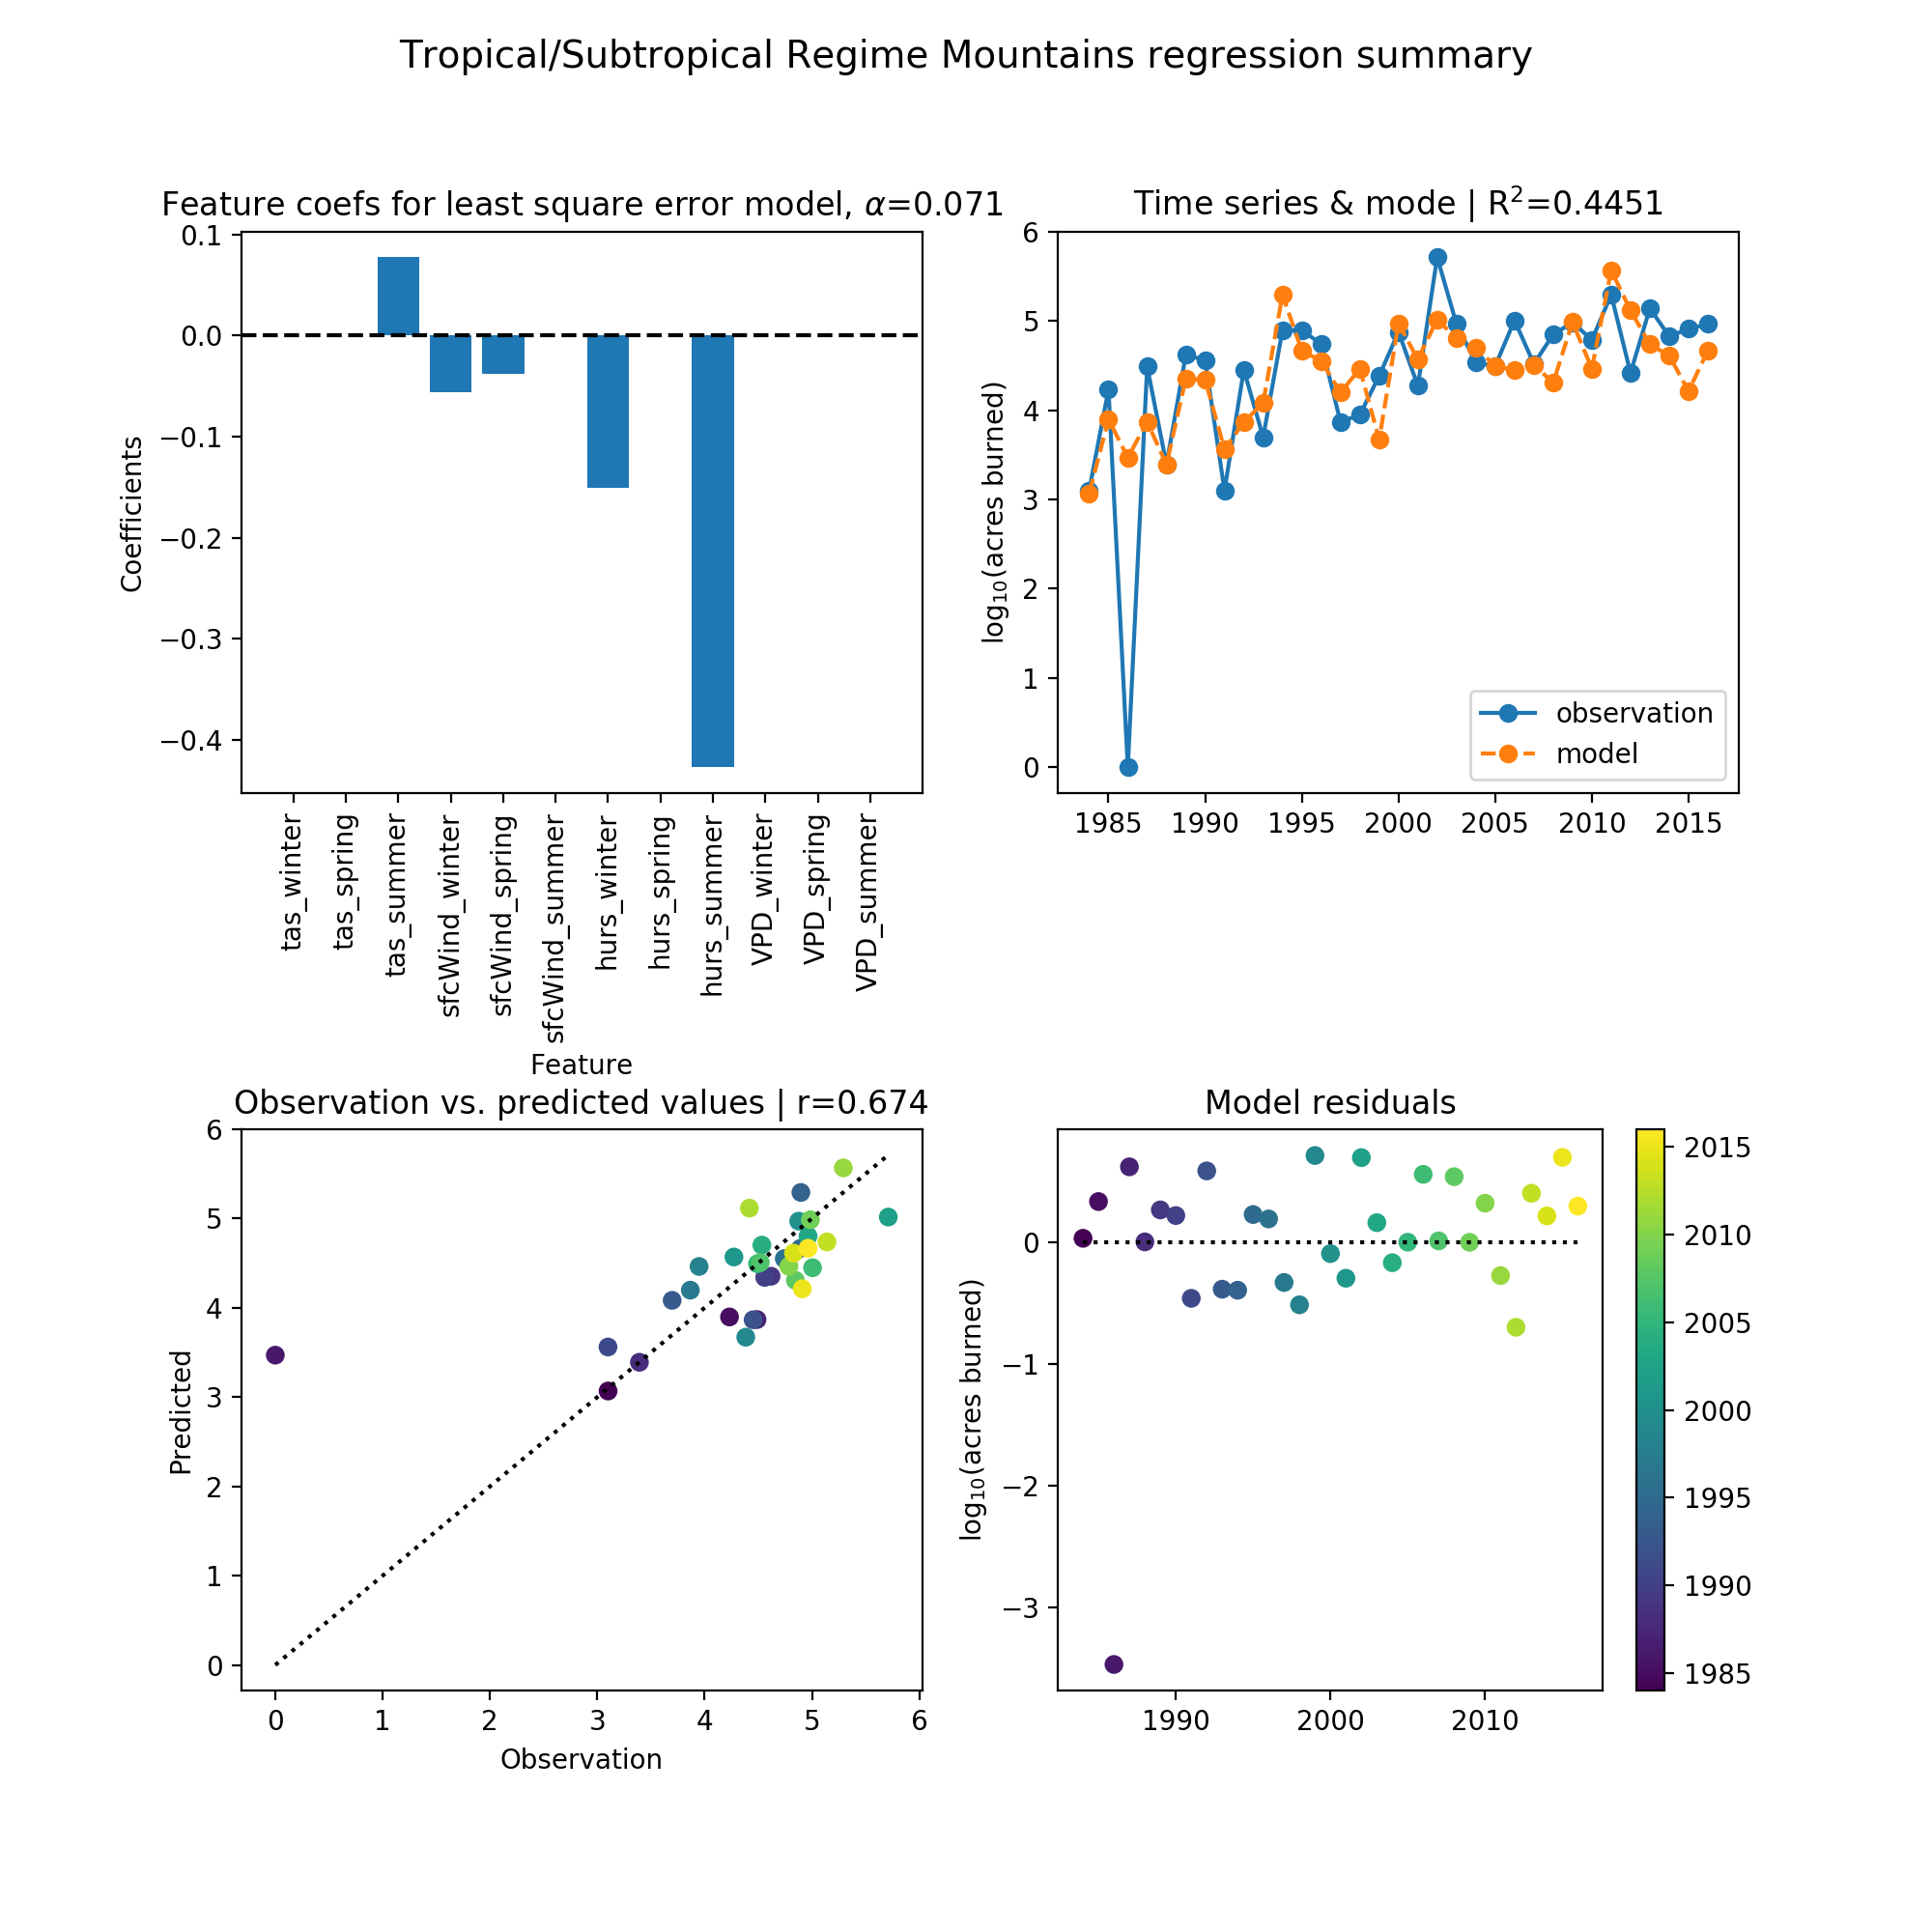 Tropical/Subtropical Regime Mountains regression summary
Feature coefs for least square error model, α=0.071
0.1
0.0
−0.1
−0.2
−0.3
−0.4
Coefficients
tas_winter
tas_spring
tas_summer
sfcWind_winter
sfcWind_spring
sfcWind_summer
hurs_winter
hurs_spring
hurs_summer
VPD_winter
VPD_spring
VPD_summer
Feature
Time series & mode | R²=0.4451
6
5
4
3
2
1
0
log₁₀(acres burned)
observation
model
1985 1990 1995 2000 2005 2010 2015
Observation vs. predicted values | r=0.674
6
5
4
3
2
1
0
Predicted
0 1 2 3 4 5 6
Observation
Model residuals
0
−1
−2
−3
log₁₀(acres burned)
1990 2000 2010
2015
2010
2005
2000
1995
1990
1985